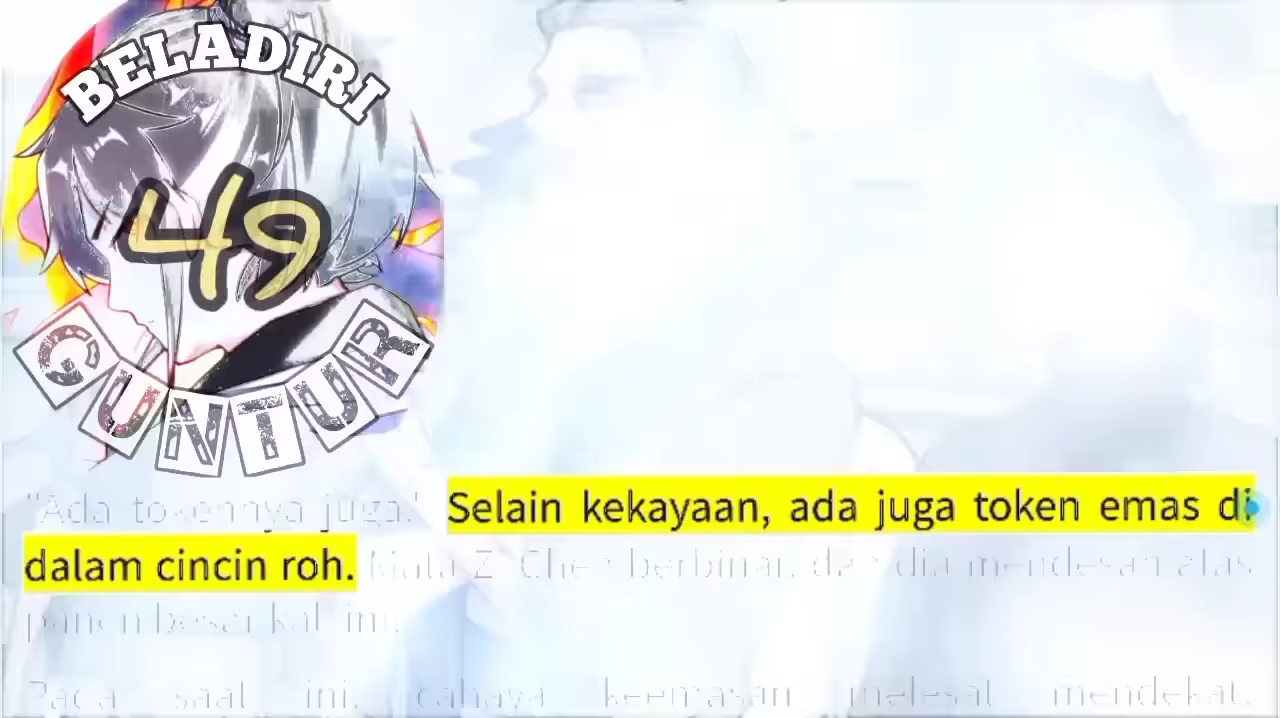 BELADIRI
49
GUNTUR
"Ada tokennya juga." Selain kekayaan, ada juga token emas di
dalam cincin roh. Mata Z Chen berbinar, dan dia mendesah atas
panen besar kali ini.
Pada saat ini, cahaya keemasan melesat mendekat.